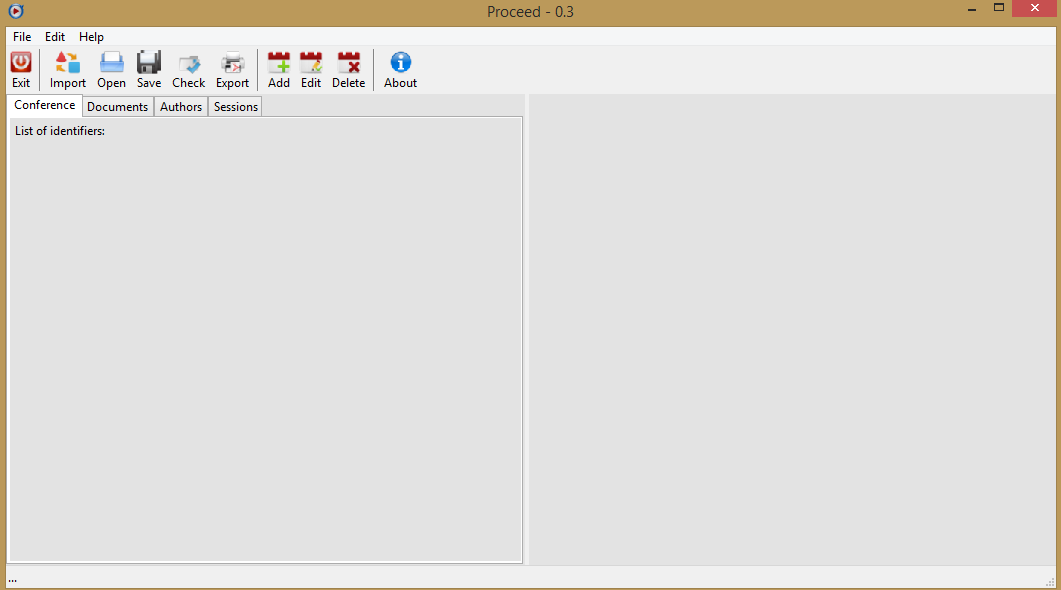 Proceed - 0.3
File Edit Help
Exit Import Open Save Check Export Add Edit Delete About
Conference Documents Authors Sessions
List of identifiers:
...